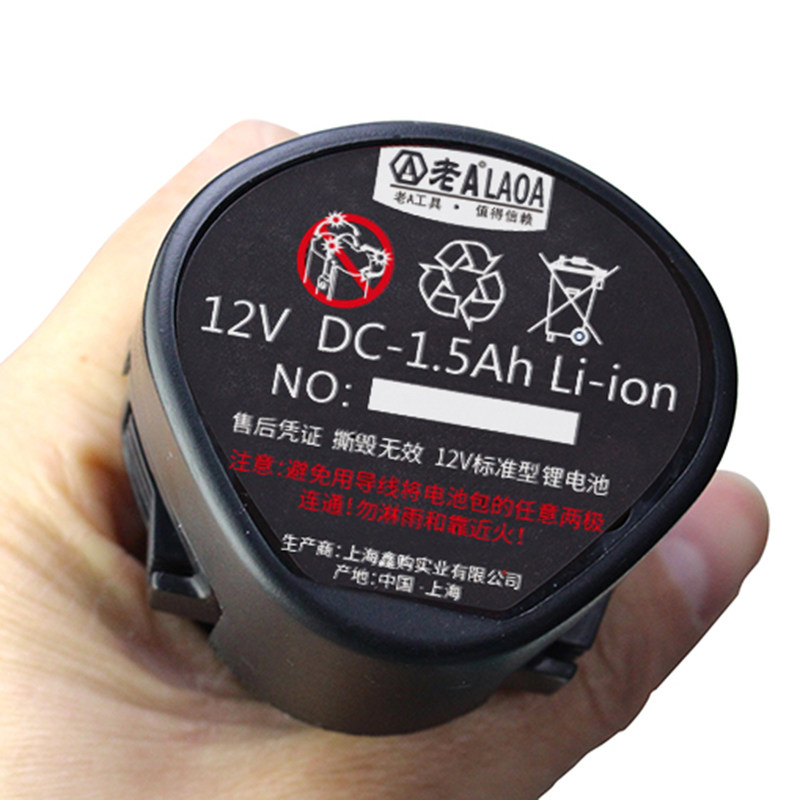 老A® LAOA
老A工具 · 值得信赖
12V DC-1.5Ah Li-ion
NO:
售后凭证 撕毁无效 12V标准型锂电池
注意:避免用导线将电池包的任意两极
连通!勿淋雨和靠近火!
生产商:上海鑫购实业有限公司
产地:中国·上海